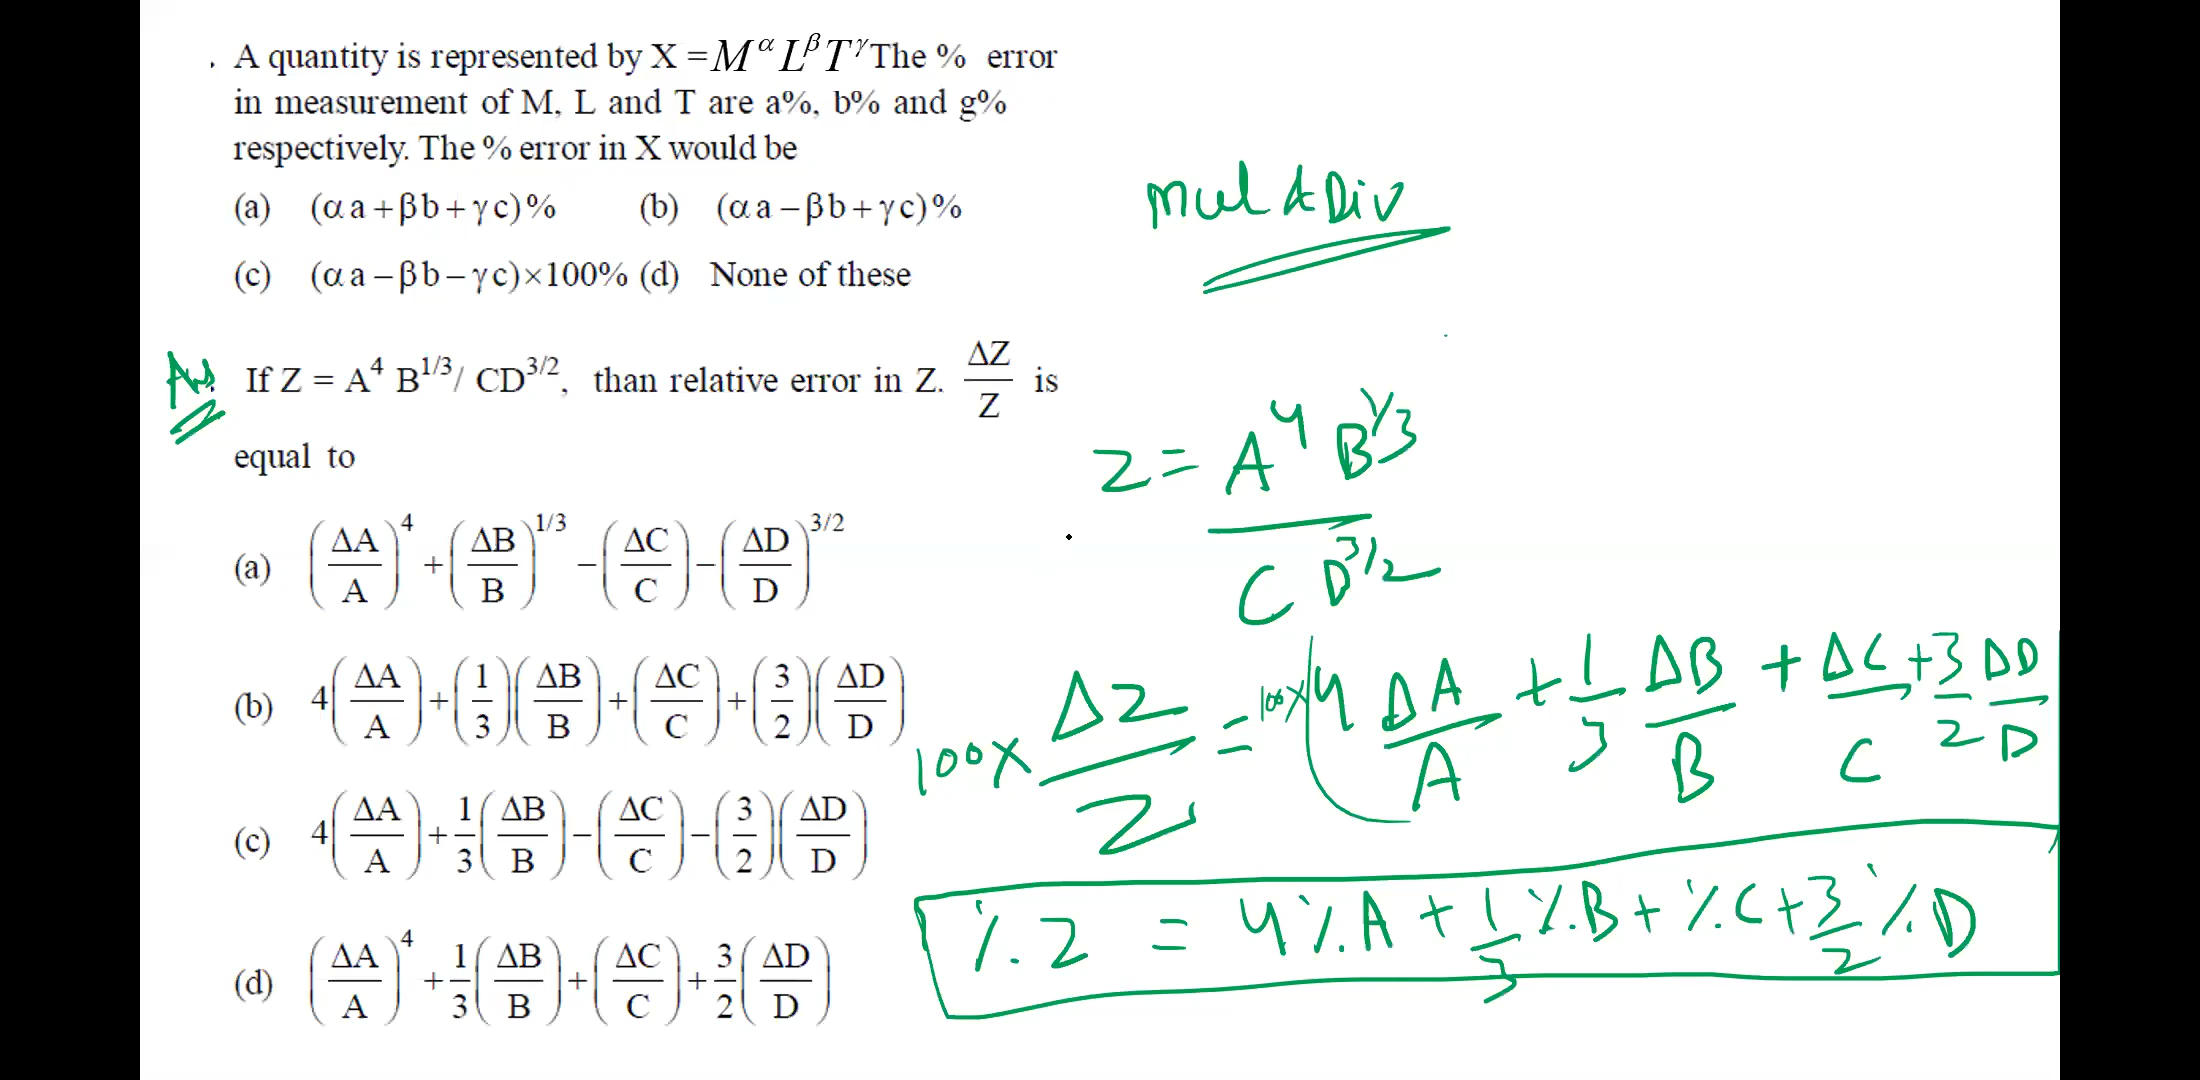 . A quantity is represented by X = M^α L^β T^γ The % error
in measurement of M, L and T are a%, b% and g%
respectively. The % error in X would be
(a) (αa+βb+γc)% (b) (αa−βb+γc)%
(c) (αa−βb−γc)×100% (d) None of these
Mul & Div
Ans
. If Z = A^4 B^1/3/ CD^3/2, than relative error in Z. ΔZ/Z is
equal to
(a) (ΔA/A)^4 + (ΔB/B)^1/3 − (ΔC/C) − (ΔD/D)^3/2
(b) 4(ΔA/A) + (1/3)(ΔB/B) + (ΔC/C) + (3/2)(ΔD/D)
(c) 4(ΔA/A) + 1/3(ΔB/B) − (ΔC/C) − (3/2)(ΔD/D)
(d) (ΔA/A)^4 + 1/3(ΔB/B) + (ΔC/C) + 3/2(ΔD/D)
Z = A^4 B^1/3 / C D^3/2
100× ΔZ/Z = 100×(4 ΔA/A + 1/3 ΔB/B + ΔC/C + 3/2 ΔD/D
%Z = 4%A + 1/3 %B + %C + 3/2 %D